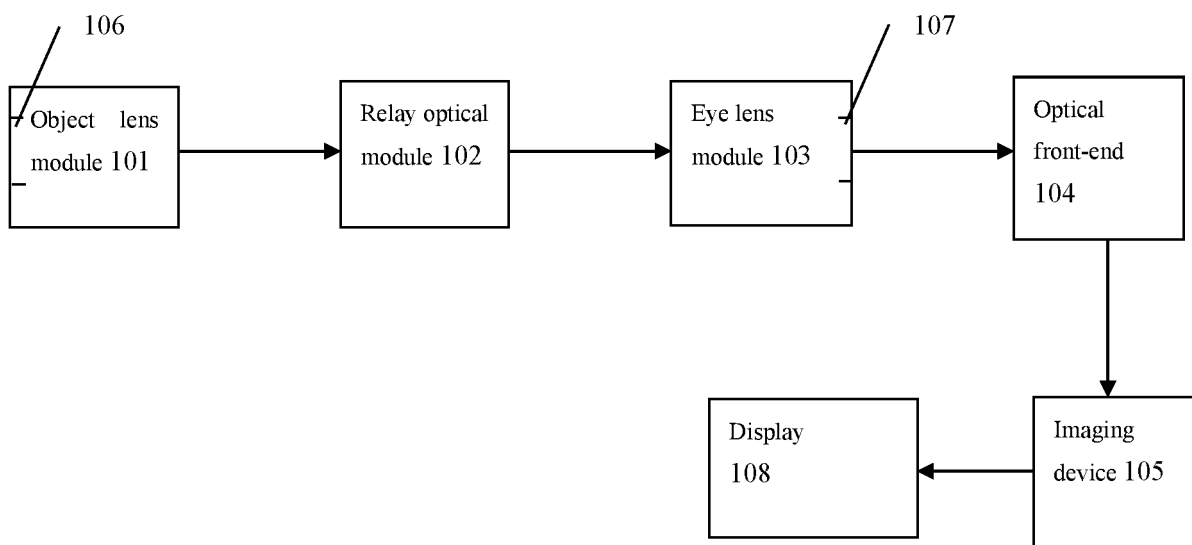 106
107
Object lens
module 101
Relay optical
module 102
Eye lens
module 103
Optical
front-end
104
Display
108
Imaging
device 105